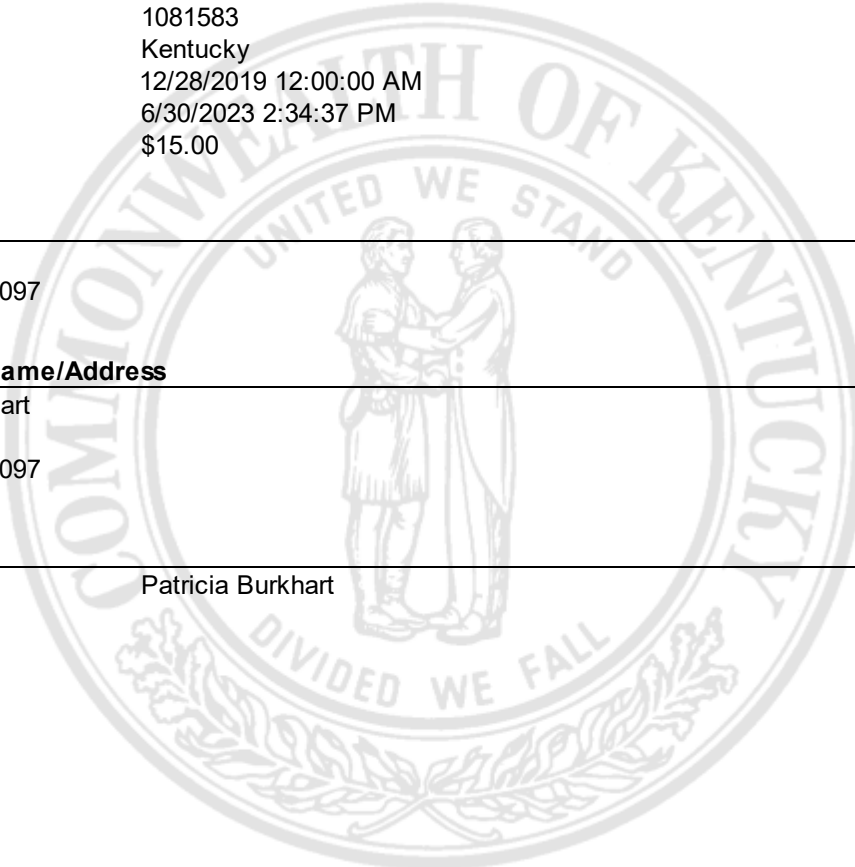 1081583
Kentucky
12/28/2019 12:00:00 AM
6/30/2023 2:34:37 PM
$15.00
097
ame/Address
art
097
Patricia Burkhart
COMMONWEALTH OF KENTUCKY
UNITED WE STAND
DIVIDED WE FALL